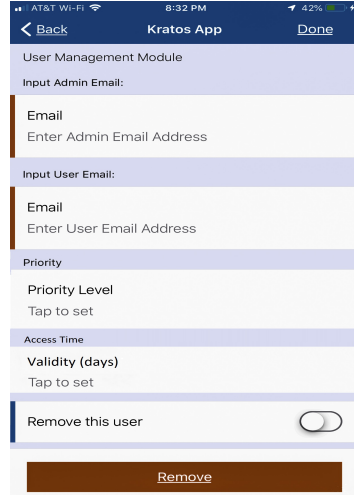 AT&T Wi-Fi 8:32 PM 42%
Back Kratos App Done
User Management Module
Input Admin Email:
Email
Enter Admin Email Address
Input User Email:
Email
Enter User Email Address
Priority
Priority Level
Tap to set
Access Time
Validity (days)
Tap to set
Remove this user
Remove